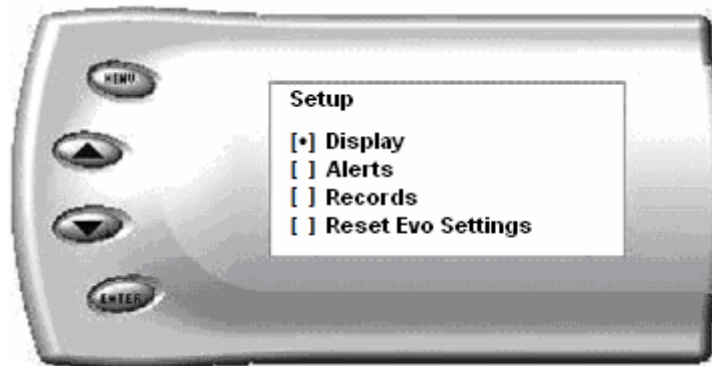 MENU
Setup
[•] Display
[ ] Alerts
[ ] Records
[ ] Reset Evo Settings
ENTER